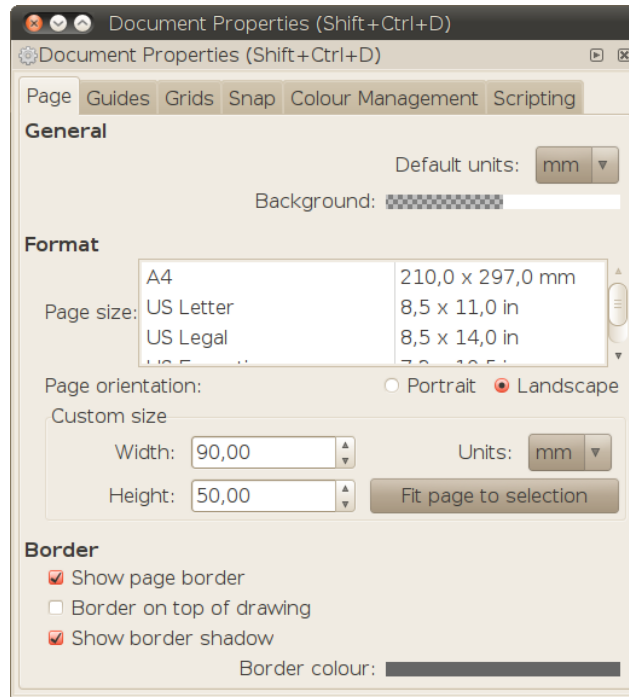 Document Properties (Shift+Ctrl+D)
Document Properties (Shift+Ctrl+D)
Page Guides Grids Snap Colour Management Scripting
General
Default units: mm
Background:
Format
Page size:
A4 210,0 x 297,0 mm
US Letter 8,5 x 11,0 in
US Legal 8,5 x 14,0 in
Page orientation: Portrait Landscape
Custom size
Width: 90,00 Units: mm
Height: 50,00 Fit page to selection
Border
Show page border
Border on top of drawing
Show border shadow
Border colour: